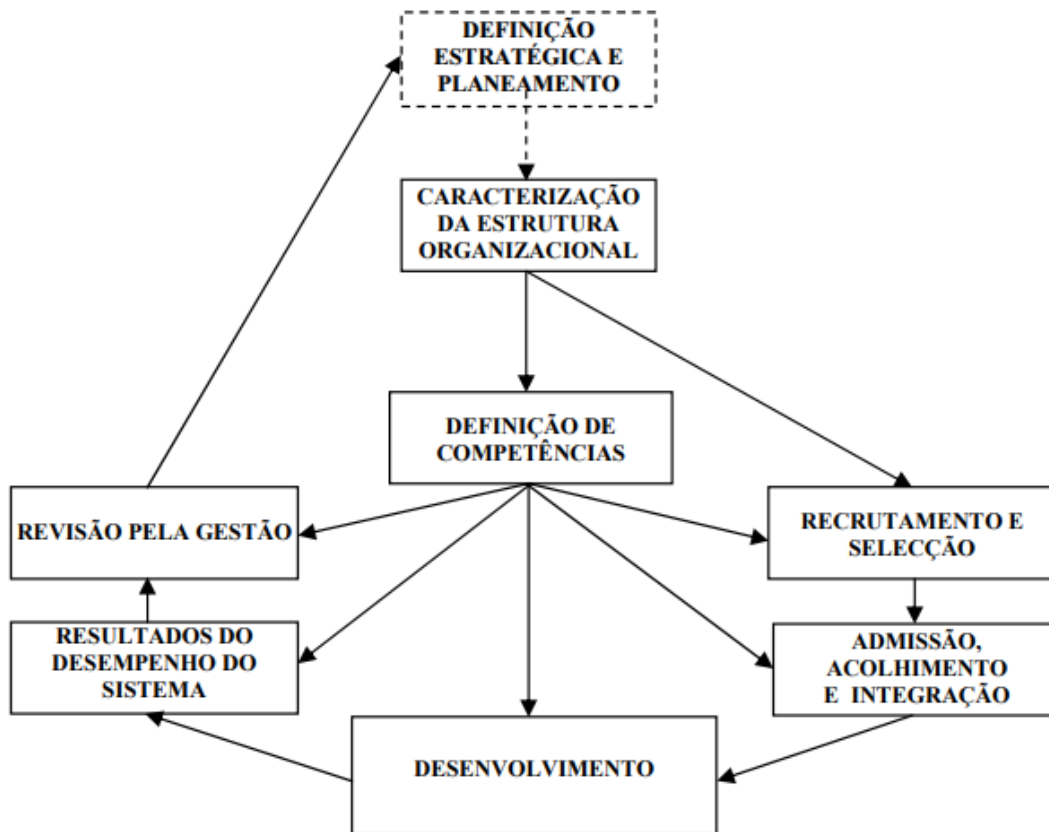 DEFINIÇÃO
ESTRATÉGICA E
PLANEAMENTO
CARACTERIZAÇÃO
DA ESTRUTURA
ORGANIZACIONAL
DEFINIÇÃO DE
COMPETÊNCIAS
REVISÃO PELA GESTÃO
RECRUTAMENTO E
SELECÇÃO
RESULTADOS DO
DESEMPENHO DO
SISTEMA
ADMISSÃO,
ACOLHIMENTO
E INTEGRAÇÃO
DESENVOLVIMENTO